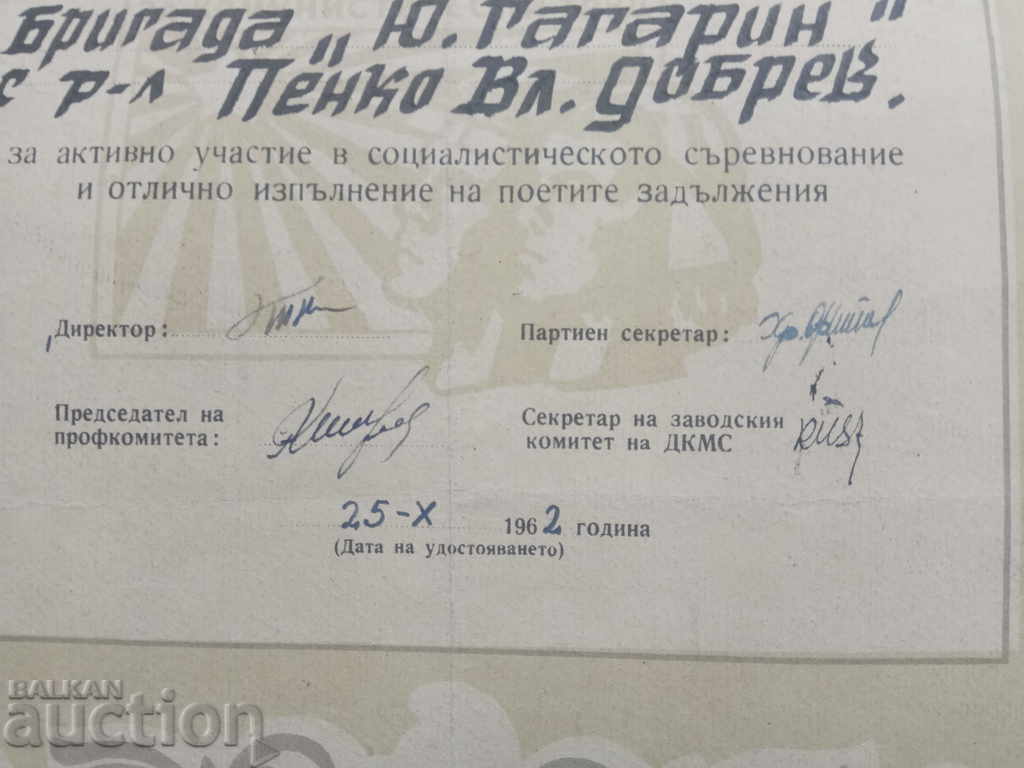 бригада „Ю. Гагарин"
с р-л Пенко Вл. Добрев.
за активно участие в социалистическото съревнование
и отлично изпълнение на поетите задължения
Директор:
Партиен секретар:
Председател на
профкомитета:
Секретар на заводския
комитет на ДКМС
25-X 1962 година
(Дата на удостояването)
BALKAN
auction